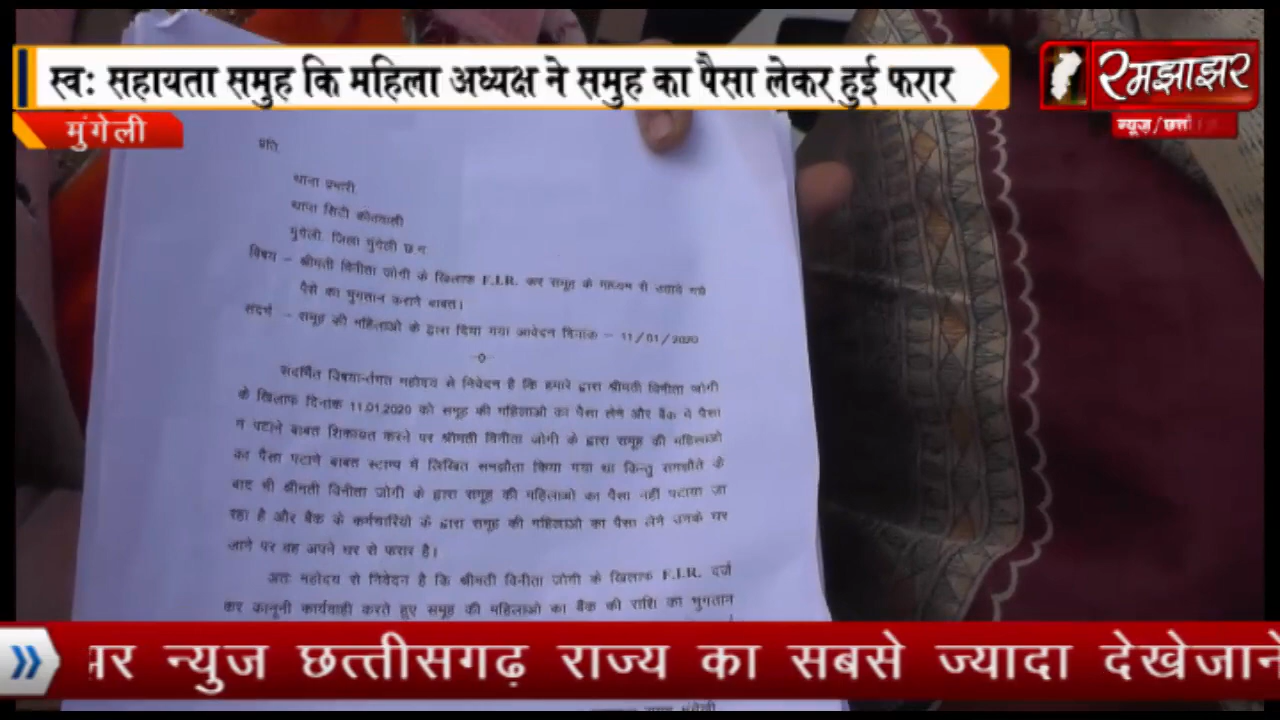 स्व: सहायता समुह कि महिला अध्यक्ष ने समुह का पैसा लेकर हुई फरार
रमझाझर
न्यूज़/छत्ती
मुंगेली
प्रति,
थाना प्रभारी
थाना सिटी कोतवाली
मुंगेली, जिला मुंगेली छ.ग.
विषय – श्रीमती विनीता जोगी के खिलाफ F.I.R. कर समूह के माध्यम से उठाये गये
पैसे का भुगतान कराने बाबत।
संदर्भ – समूह की महिलाओ के द्वारा दिया गया आवेदन दिनांक – 11/01/2020
-0-
संदर्भित विषयान्र्तगत महोदय से निवेदन है कि हमारे द्वारा श्रीमती विनीता जोगी
के खिलाफ दिनांक 11.01.2020 को समूह की महिलाओ का पैसा लेने और बैंक मे पैसा
न पटाने बाबत शिकायत करने पर श्रीमती विनीता जोगी के द्वारा समूह की महिलाओ
का पैसा पटाने बाबत स्टाम्प में लिखित समझौता किया गया था किन्तु समझौते के
बाद भी श्रीमती विनीता जोगी के द्वारा समूह की महिलाओ का पैसा नहीं पटाया जा
रहा है और बैंक के कर्मचारियो के द्वारा समूह की महिलाओ का पैसा लेने उनके घर
जाने पर वह अपने घर से फरार है।
अतः महोदय से निवेदन है कि श्रीमती विनीता जोगी के खिलाफ F.I.R. दर्ज
कर कानूनी कार्यवाही करते हुए समूह की महिलाओ का बैंक की राशि का भुगतान
न्युज छत्तीसगढ़ राज्य का सबसे ज्यादा देखेजाने